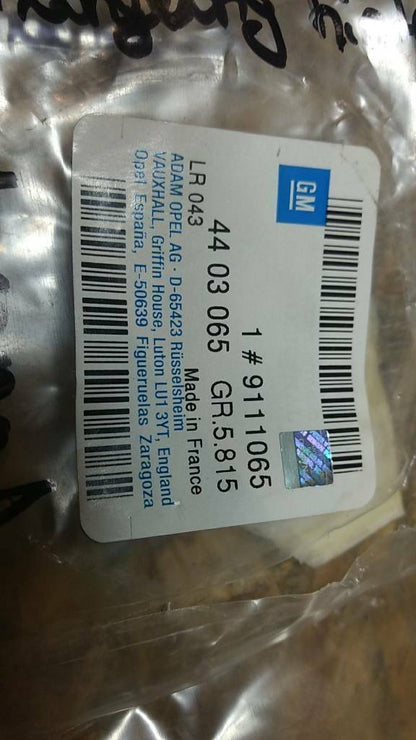 GM
1 # 9111065
44 03 065 GR.5.815
LR 043
Made in France
ADAM OPEL AG · D-65423 Rüsselsheim
VAUXHALL, Griffin House, Luton LU1 3YT, England
Opel España, E-50639 Figueruelas Zaragoza